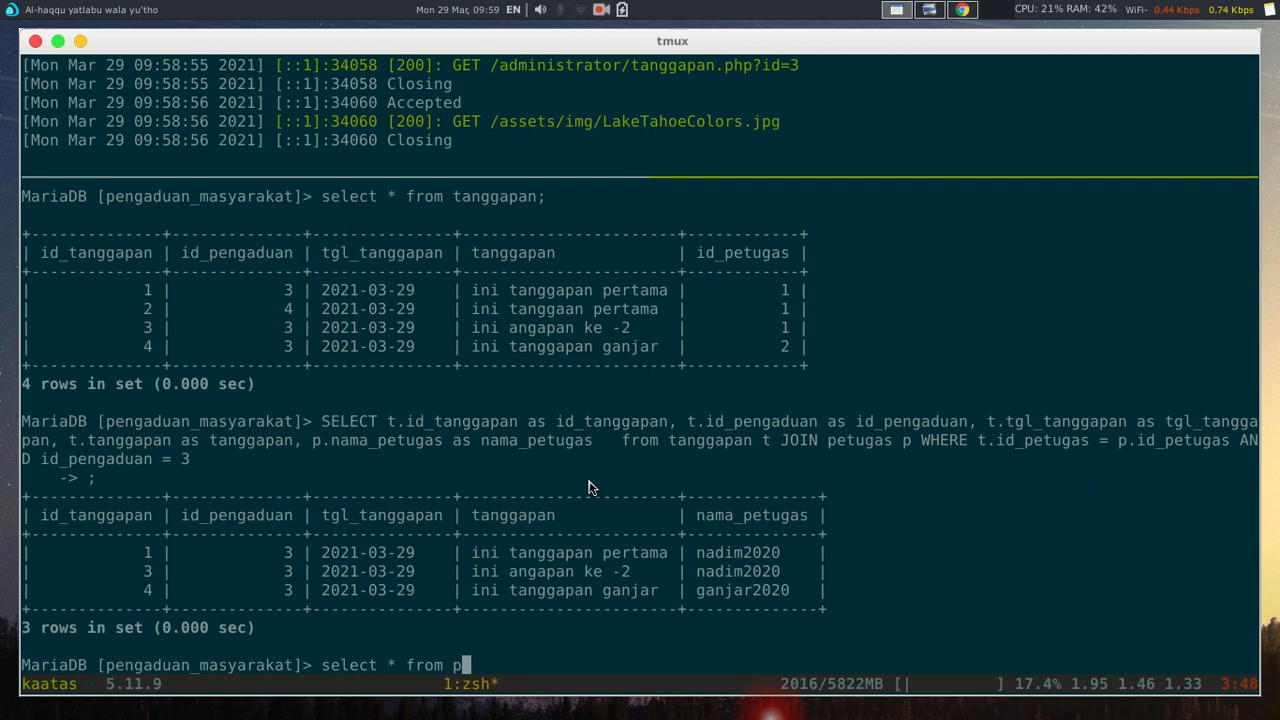 Al-haqqu yatlabu wala yu'tho
Mon 29 Mar, 09:59 EN
CPU: 21% RAM: 42% WiFi- 0.44 Kbps 0.74 Kbps
tmux
[Mon Mar 29 09:58:55 2021] [::1]:34058 [200]: GET /administrator/tanggapan.php?id=3
[Mon Mar 29 09:58:55 2021] [::1]:34058 Closing
[Mon Mar 29 09:58:56 2021] [::1]:34060 Accepted
[Mon Mar 29 09:58:56 2021] [::1]:34060 [200]: GET /assets/img/LakeTahoeColors.jpg
[Mon Mar 29 09:58:56 2021] [::1]:34060 Closing
MariaDB [pengaduan_masyarakat]> select * from tanggapan;
+--------------+--------------+---------------+-----------------------+------------+
| id_tanggapan | id_pengaduan | tgl_tanggapan | tanggapan             | id_petugas |
+--------------+--------------+---------------+-----------------------+------------+
|            1 |            3 | 2021-03-29    | ini tanggapan pertama |          1 |
|            2 |            4 | 2021-03-29    | ini tanggaan pertama  |          1 |
|            3 |            3 | 2021-03-29    | ini angapan ke -2     |          1 |
|            4 |            3 | 2021-03-29    | ini tanggapan ganjar  |          2 |
+--------------+--------------+---------------+-----------------------+------------+
4 rows in set (0.000 sec)
MariaDB [pengaduan_masyarakat]> SELECT t.id_tanggapan as id_tanggapan, t.id_pengaduan as id_pengaduan, t.tgl_tanggapan as tgl_tangga
pan, t.tanggapan as tanggapan, p.nama_petugas as nama_petugas   from tanggapan t JOIN petugas p WHERE t.id_petugas = p.id_petugas AN
D id_pengaduan = 3
    -> ;
+--------------+--------------+---------------+-----------------------+--------------+
| id_tanggapan | id_pengaduan | tgl_tanggapan | tanggapan             | nama_petugas |
+--------------+--------------+---------------+-----------------------+--------------+
|            1 |            3 | 2021-03-29    | ini tanggapan pertama | nadim2020    |
|            3 |            3 | 2021-03-29    | ini angapan ke -2     | nadim2020    |
|            4 |            3 | 2021-03-29    | ini tanggapan ganjar  | ganjar2020   |
+--------------+--------------+---------------+-----------------------+--------------+
3 rows in set (0.000 sec)
MariaDB [pengaduan_masyarakat]> select * from p
kaatas   5.11.9   1:zsh*   2016/5822MB [|         ] 17.4% 1.95 1.46 1.33  3:48